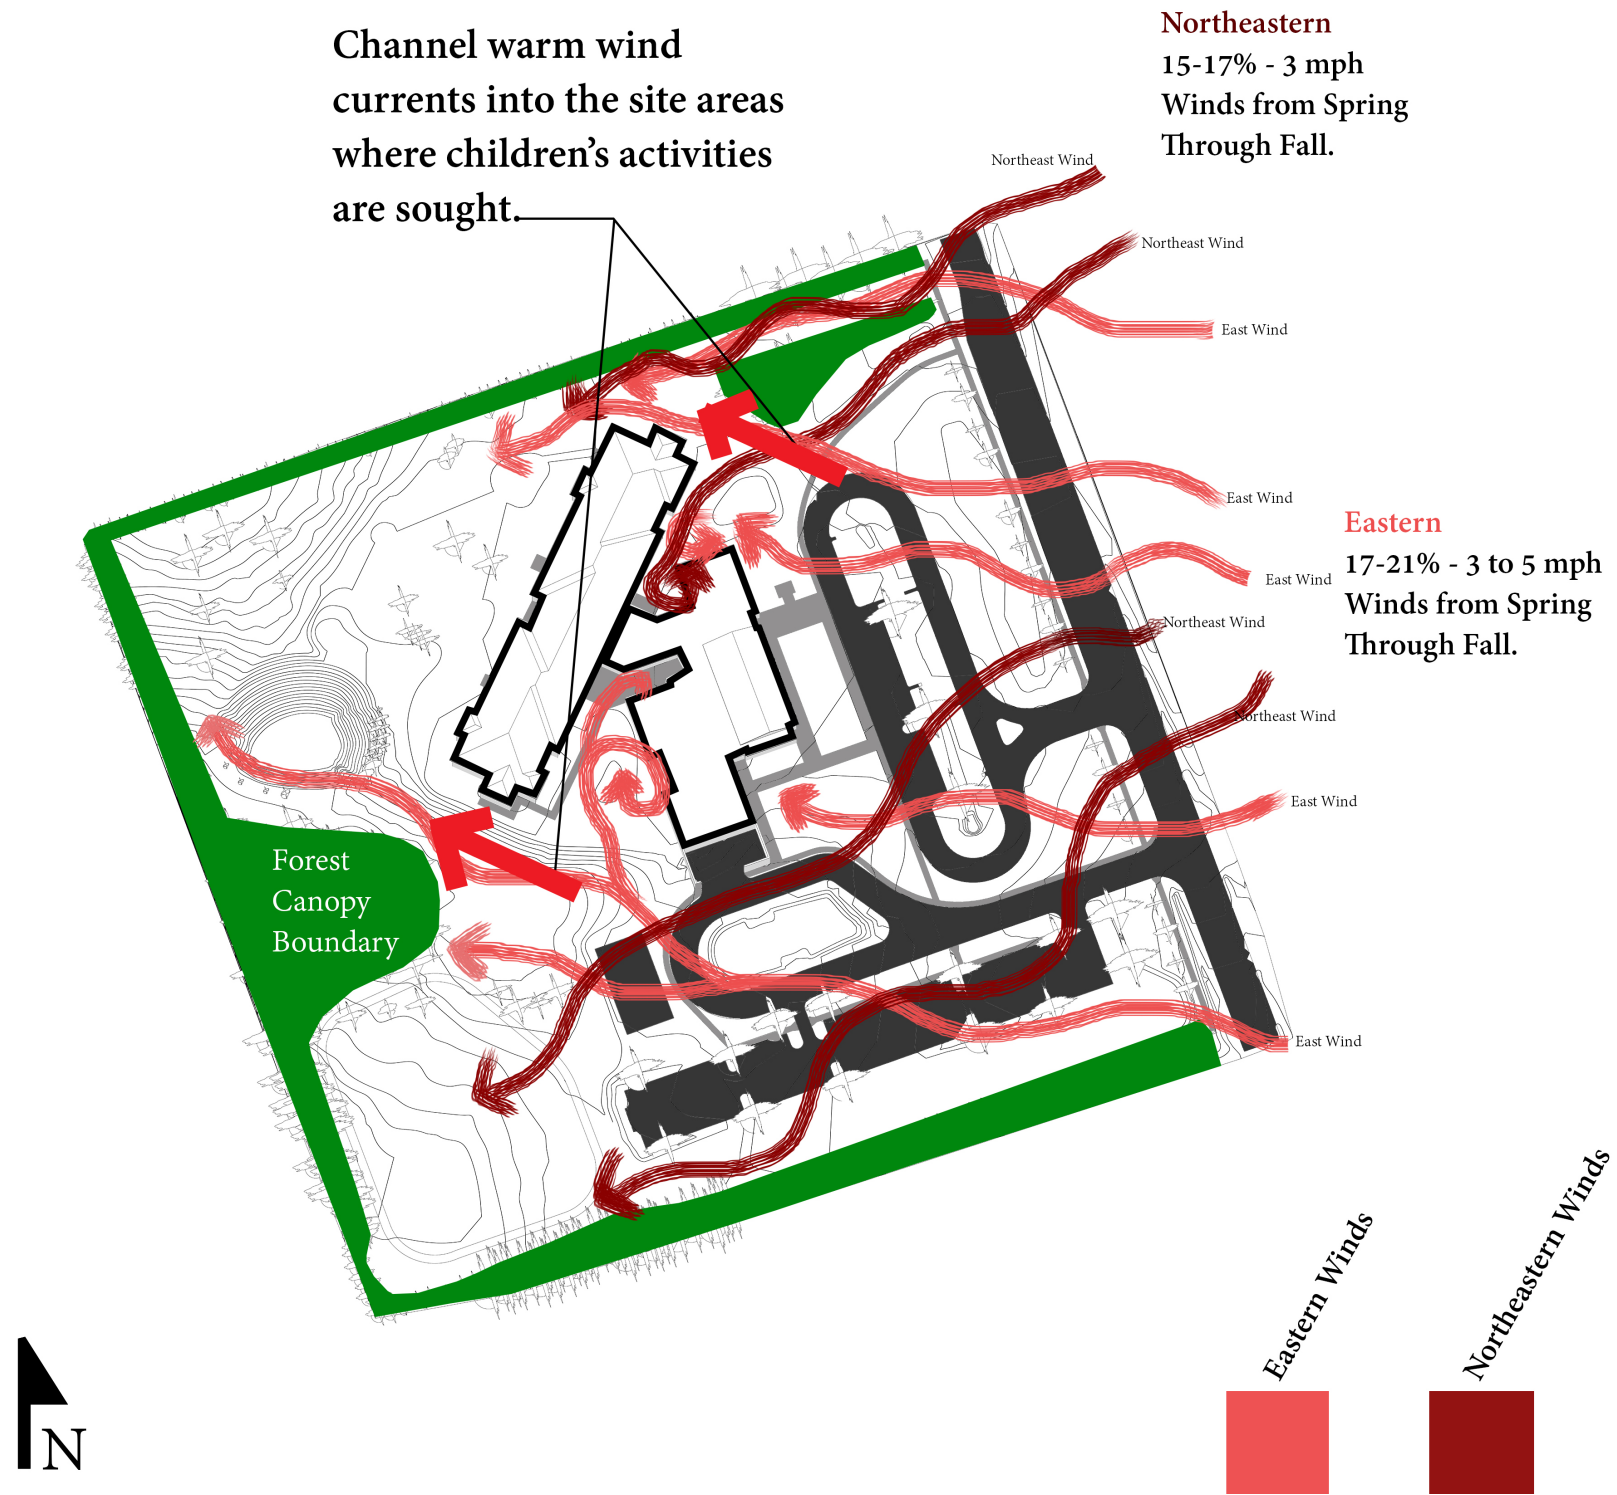 Channel warm wind
currents into the site areas
where children's activities
are sought.
Northeastern
15-17% - 3 mph
Winds from Spring
Through Fall.
Northeast Wind
Northeast Wind
East Wind
East Wind
Eastern
17-21% - 3 to 5 mph
Winds from Spring
Through Fall.
East Wind
Northeast Wind
Northeast Wind
East Wind
Forest
Canopy
Boundary
East Wind
Eastern Winds
Northeastern Winds
N